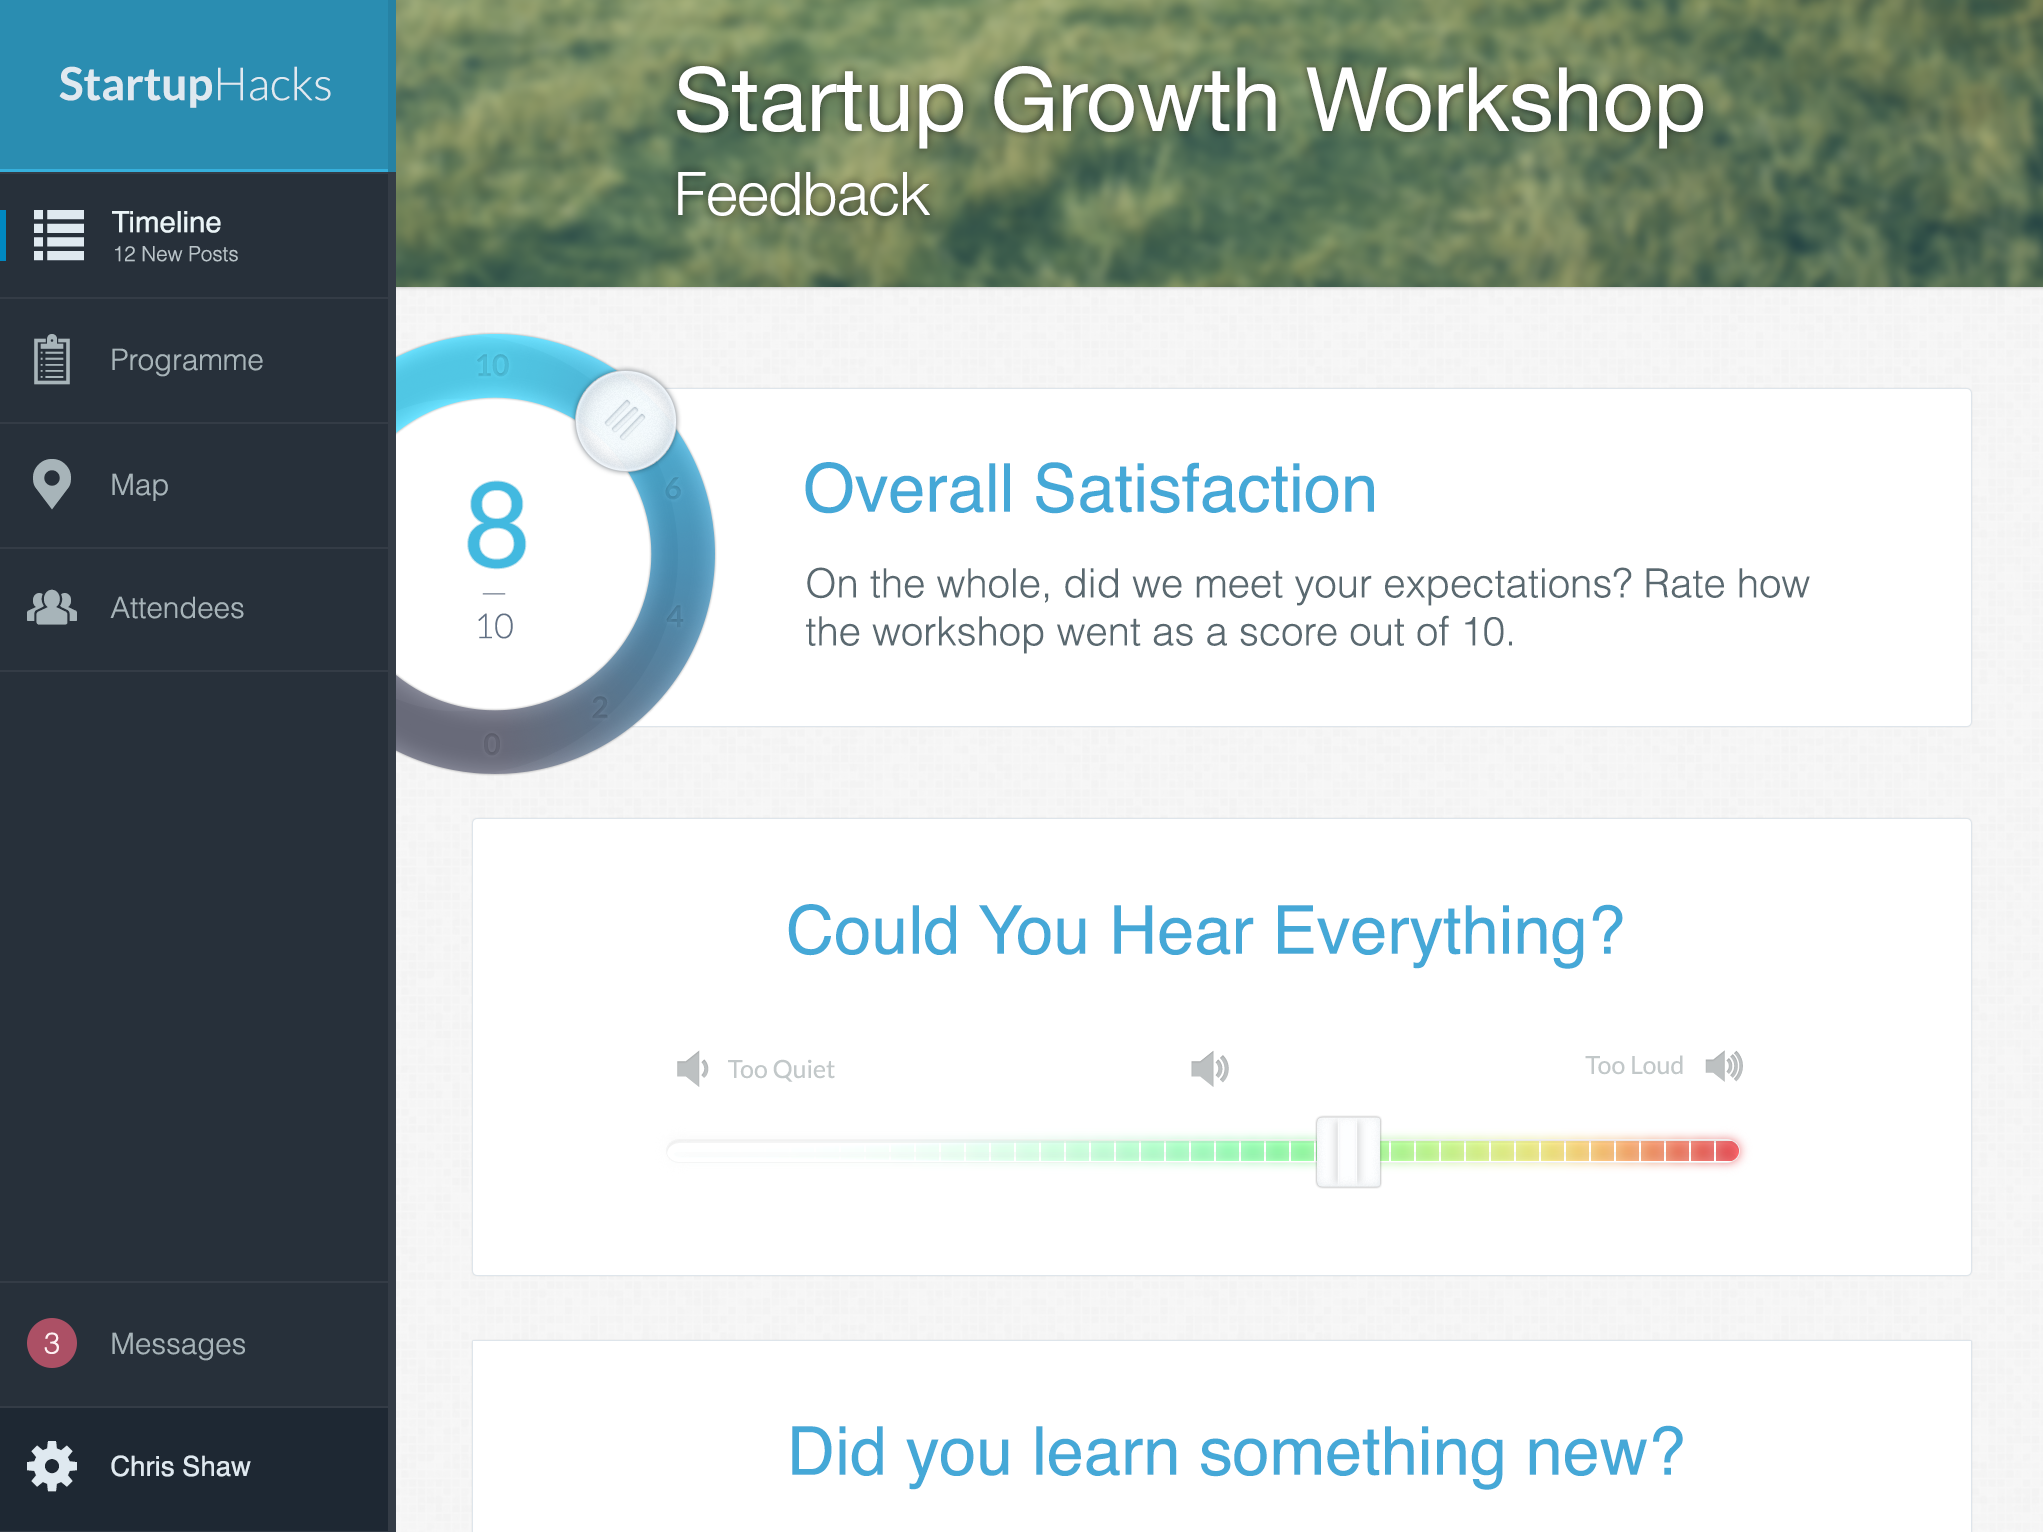 StartupHacks
Timeline
12 New Posts
Programme
Map
Attendees
3
Messages
Chris Shaw
Startup Growth Workshop
Feedback
10
6
4
2
0
8
10
Overall Satisfaction
On the whole, did we meet your expectations? Rate how
the workshop went as a score out of 10.
Could You Hear Everything?
Too Quiet
Too Loud
Did you learn something new?